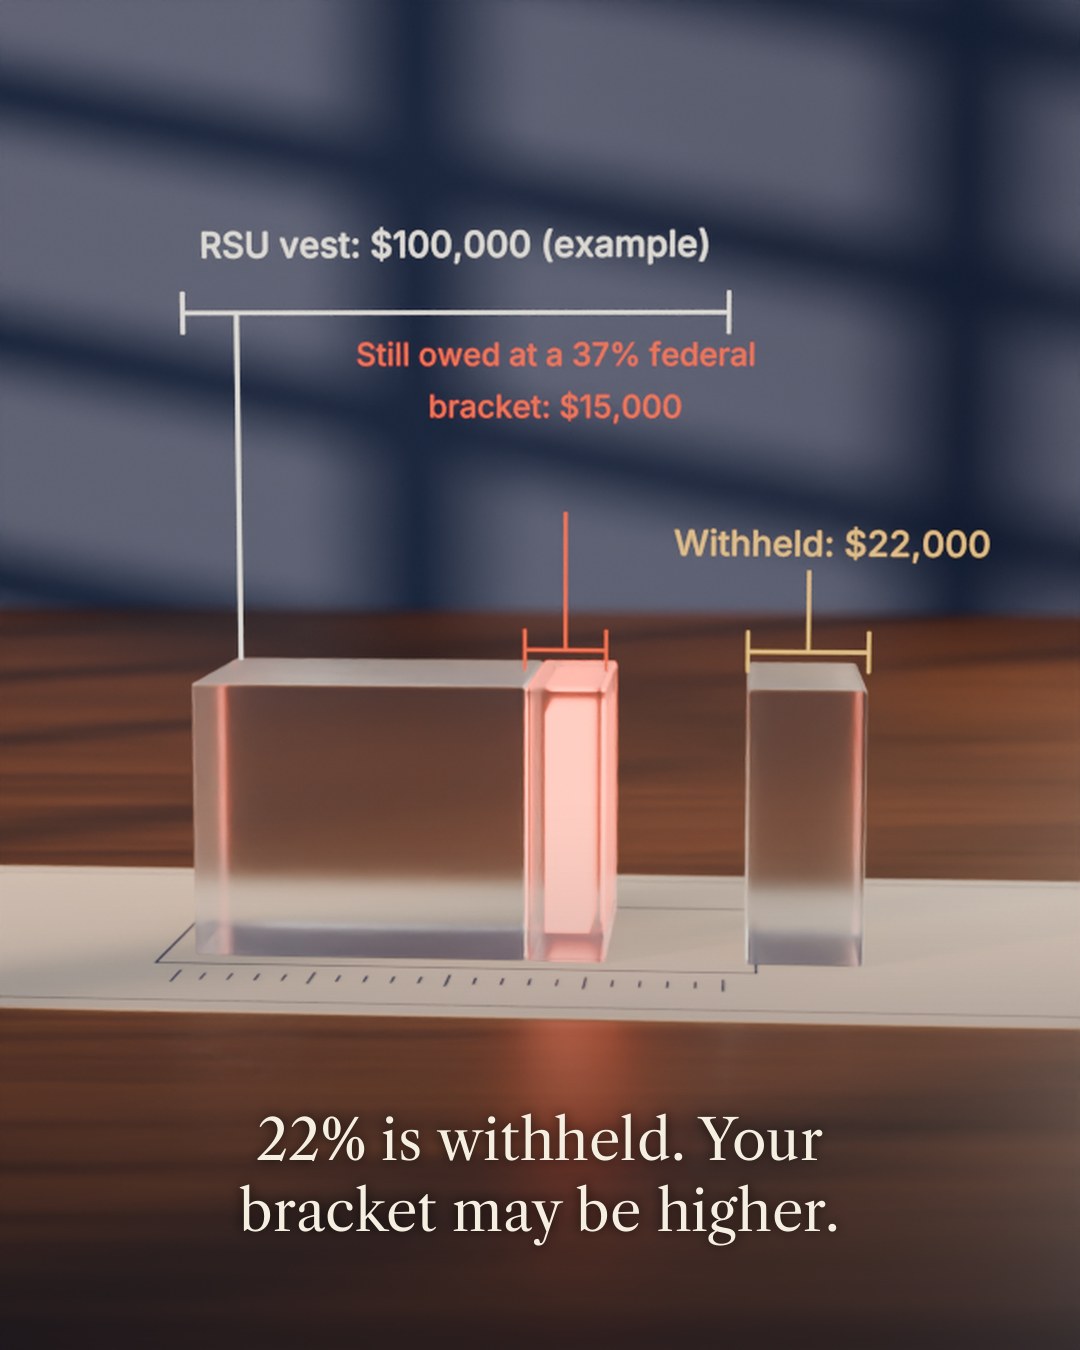 RSU vest: $100,000 (example)
Still owed at a 37% federal
bracket: $15,000
Withheld: $22,000
22% is withheld. Your
bracket may be higher.